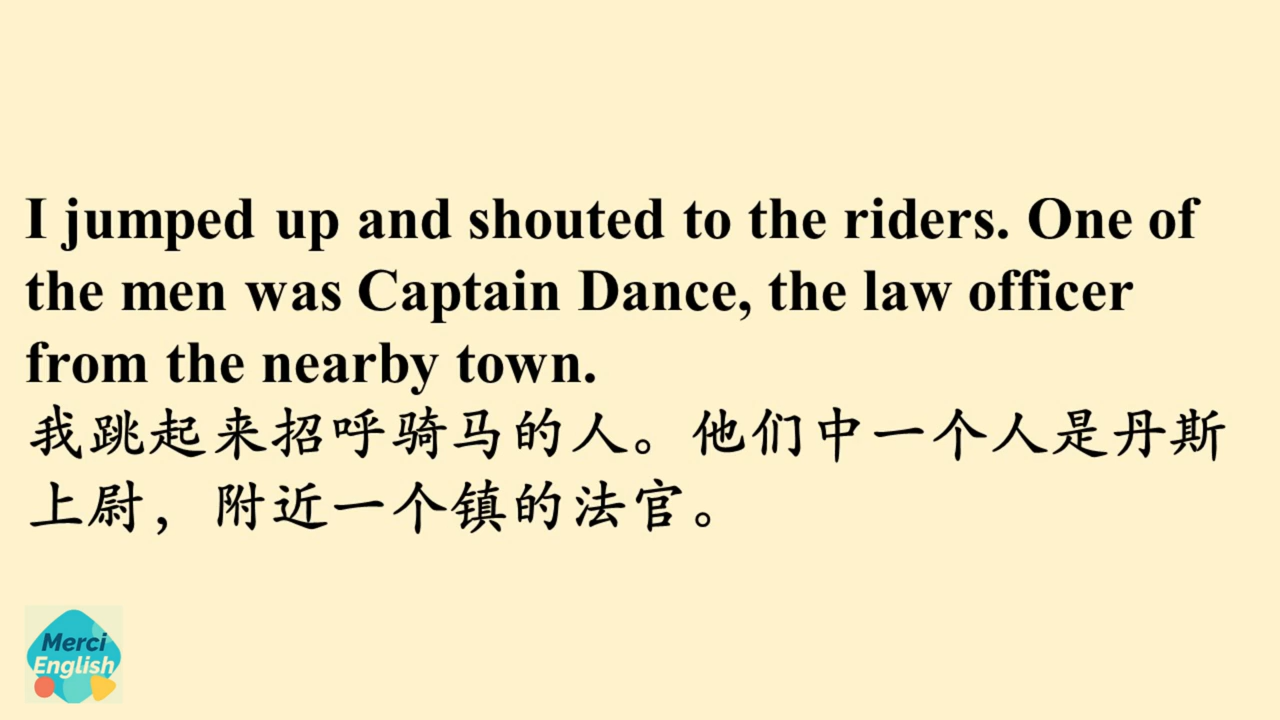 I jumped up and shouted to the riders. One of
the men was Captain Dance, the law officer
from the nearby town.
我跳起来招呼骑马的人。他们中一个人是丹斯
上尉，附近一个镇的法官。
Merci
English